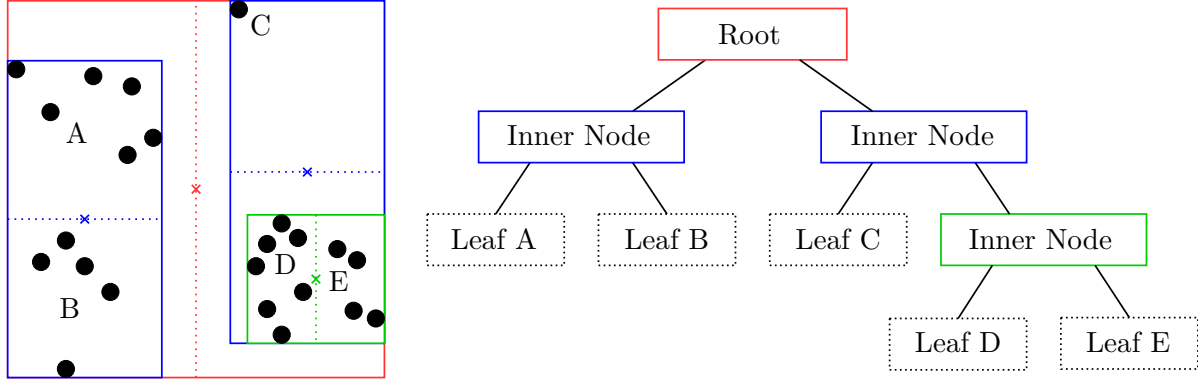 C
A
D
E
B
Root
Inner Node
Inner Node
Leaf A
Leaf B
Leaf C
Inner Node
Leaf D
Leaf E